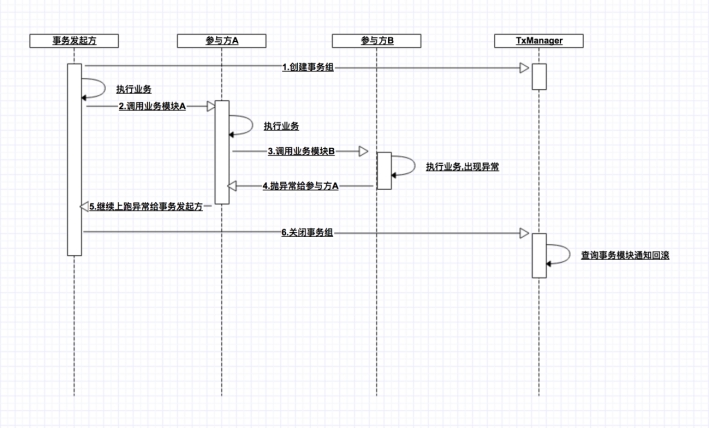 事务发起方
参与方A
参与方B
TxManager
1.创建事务组
执行业务
2.调用业务模块A
执行业务
3.调用业务模块B
执行业务,出现异常
4.抛异常给参与方A
5.继续上跑异常给事务发起方
6.关闭事务组
查询事务模块通知回滚